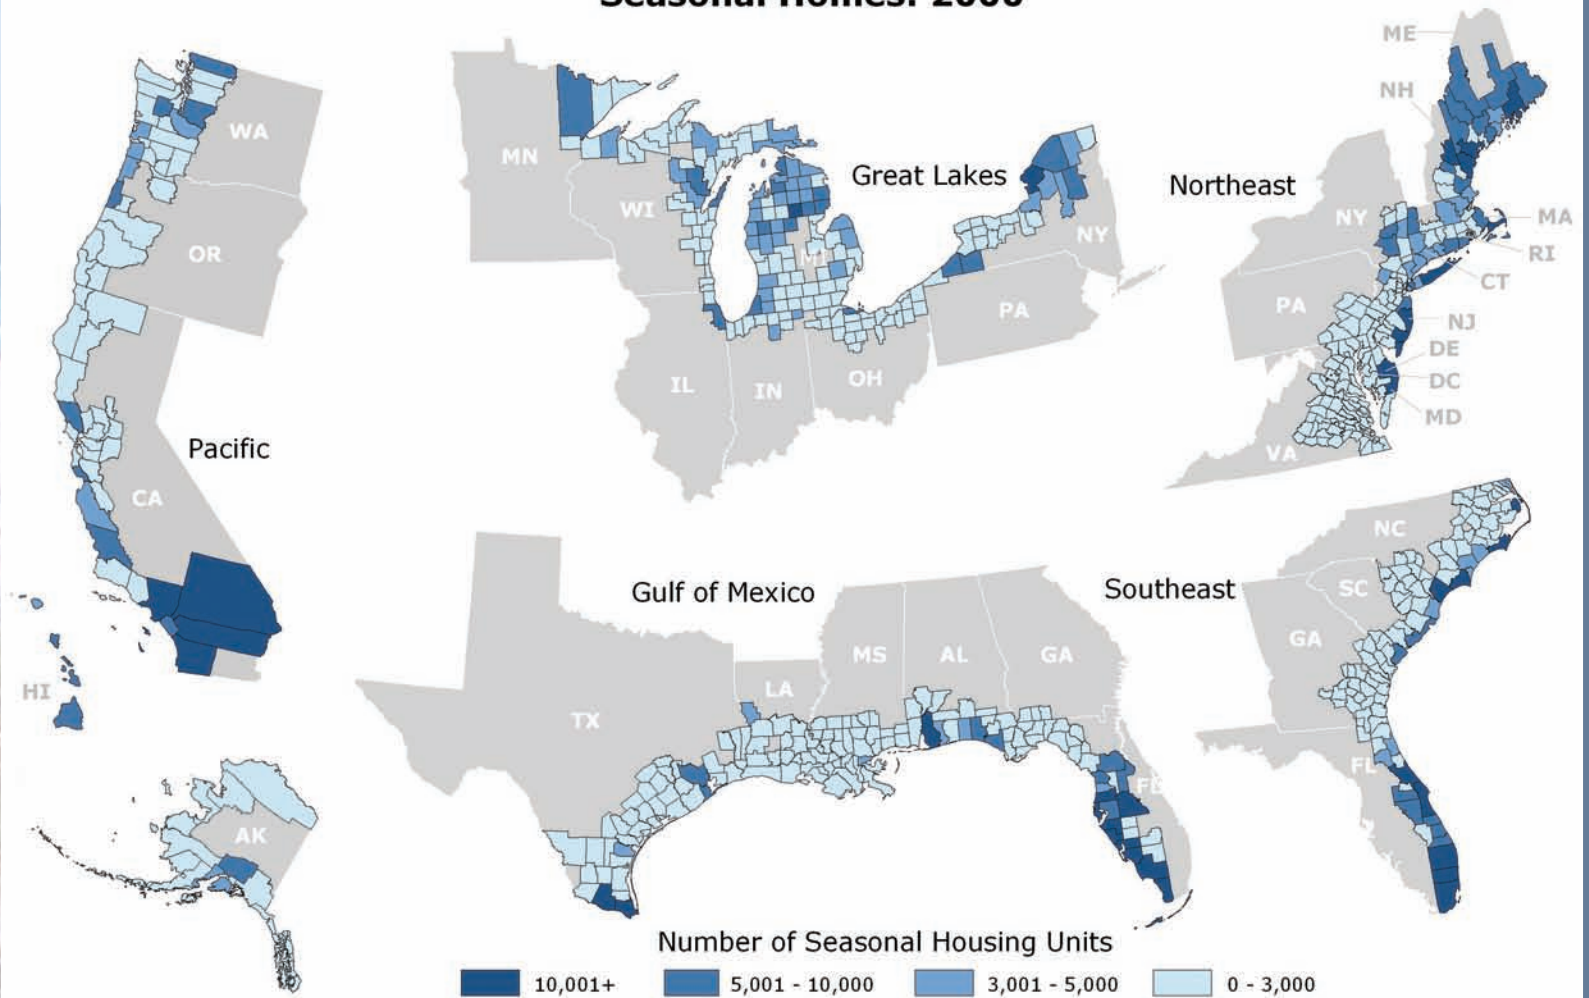 Seasonal Homes: 2000
ME
NH
WA
MN
Great Lakes
Northeast
WI
NY
NY
MA
OR
MI
RI
CT
PA
PA
NJ
DE
IL
IN
OH
DC
MD
Pacific
VA
CA
NC
Gulf of Mexico
Southeast
SC
MS
AL
GA
GA
HI
LA
TX
FL
FL
AK
Number of Seasonal Housing Units
10,001+
5,001 - 10,000
3,001 - 5,000
0 - 3,000